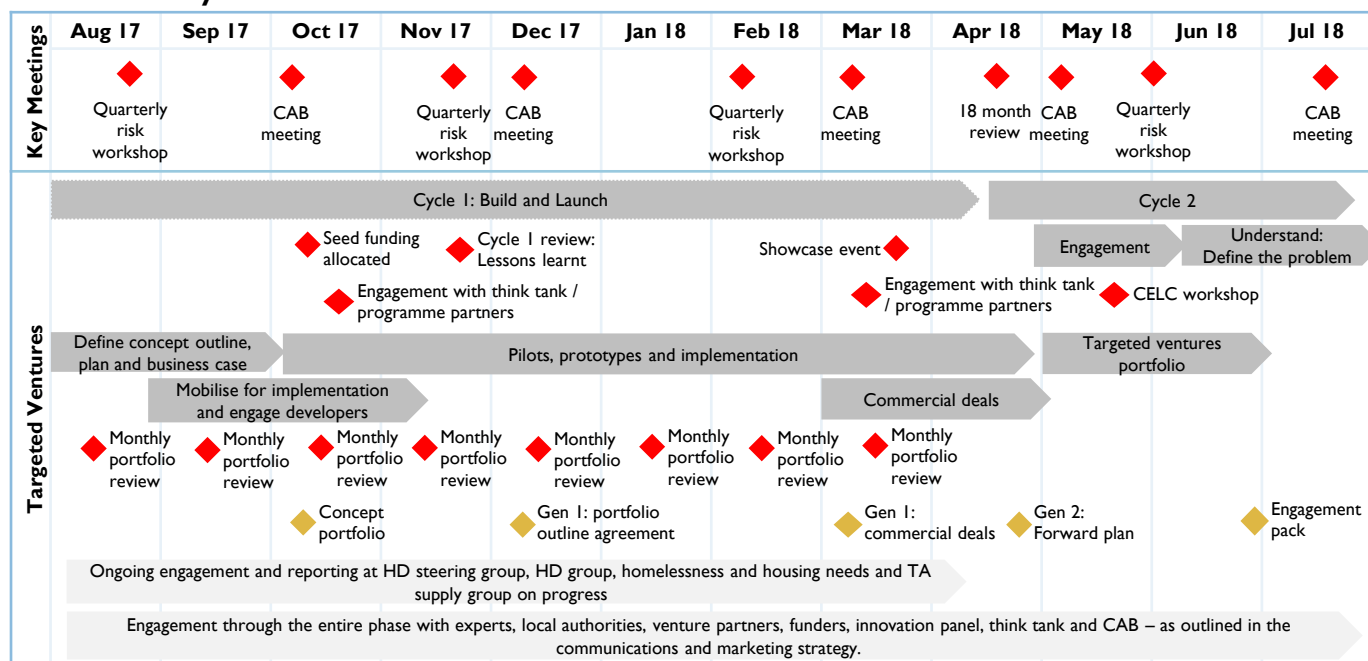 Aug 17 Sep 17 Oct 17 Nov 17 Dec 17 Jan 18 Feb 18 Mar 18 Apr 18 May 18 Jun 18 Jul 18
Key Meetings
Quarterly
risk
workshop
CAB
meeting
Quarterly
risk
workshop
CAB
meeting
Quarterly
risk
workshop
CAB
meeting
18 month
review
CAB
meeting
Quarterly
risk
workshop
CAB
meeting
Targeted Ventures
Cycle 1: Build and Launch
Cycle 2
Seed funding
allocated
Cycle 1 review:
Lessons learnt
Showcase event
Engagement
Understand:
Define the problem
Engagement with think tank /
programme partners
Engagement with think tank
/ programme partners
CELC workshop
Define concept outline,
plan and business case
Pilots, prototypes and implementation
Targeted ventures
portfolio
Mobilise for implementation
and engage developers
Commercial deals
Monthly
portfolio
review
Monthly
portfolio
review
Monthly
portfolio
review
Monthly
portfolio
review
Monthly
portfolio
review
Monthly
portfolio
review
Monthly
portfolio
review
Monthly
portfolio
review
Concept
portfolio
Gen 1: portfolio
outline agreement
Gen 1:
commercial deals
Gen 2:
Forward plan
Engagement
pack
Ongoing engagement and reporting at HD steering group, HD group, homelessness and housing needs and TA
supply group on progress
Engagement through the entire phase with experts, local authorities, venture partners, funders, innovation panel, think tank and CAB – as outlined in the
communications and marketing strategy.